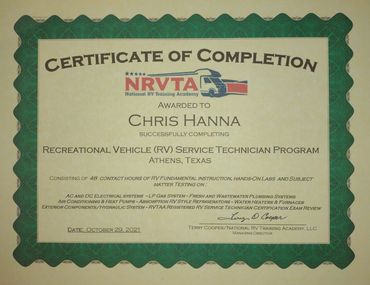 CERTIFICATE OF COMPLETION
NRVTA
National RV Training Academy
AWARDED TO
CHRIS HANNA
SUCCESSFULLY COMPLETING
RECREATIONAL VEHICLE (RV) SERVICE TECHNICIAN PROGRAM
ATHENS, TEXAS
CONSISTING OF 48 CONTACT HOURS OF RV FUNDAMENTAL INSTRUCTION, HANDS-ON LABS AND SUBJECT
MATTER TESTING ON:
AC AND DC ELECTRICAL SYSTEMS - LP GAS SYSTEM - FRESH AND WASTEWATER PLUMBING SYSTEMS
AIR CONDITIONING & HEAT PUMPS - ABSORPTION RV STYLE REFRIGERATORS - WATER HEATERS & FURNACES
EXTERIOR COMPONENTS/HYDRAULIC SYSTEM - RVTAA REGISTERED RV SERVICE TECHNICIAN CERTIFICATION EXAM REVIEW
Terry D Cooper
DATE: OCTOBER 29, 2021
TERRY COOPER/NATIONAL RV TRAINING ACADEMY, LLC
MANAGING DIRECTOR